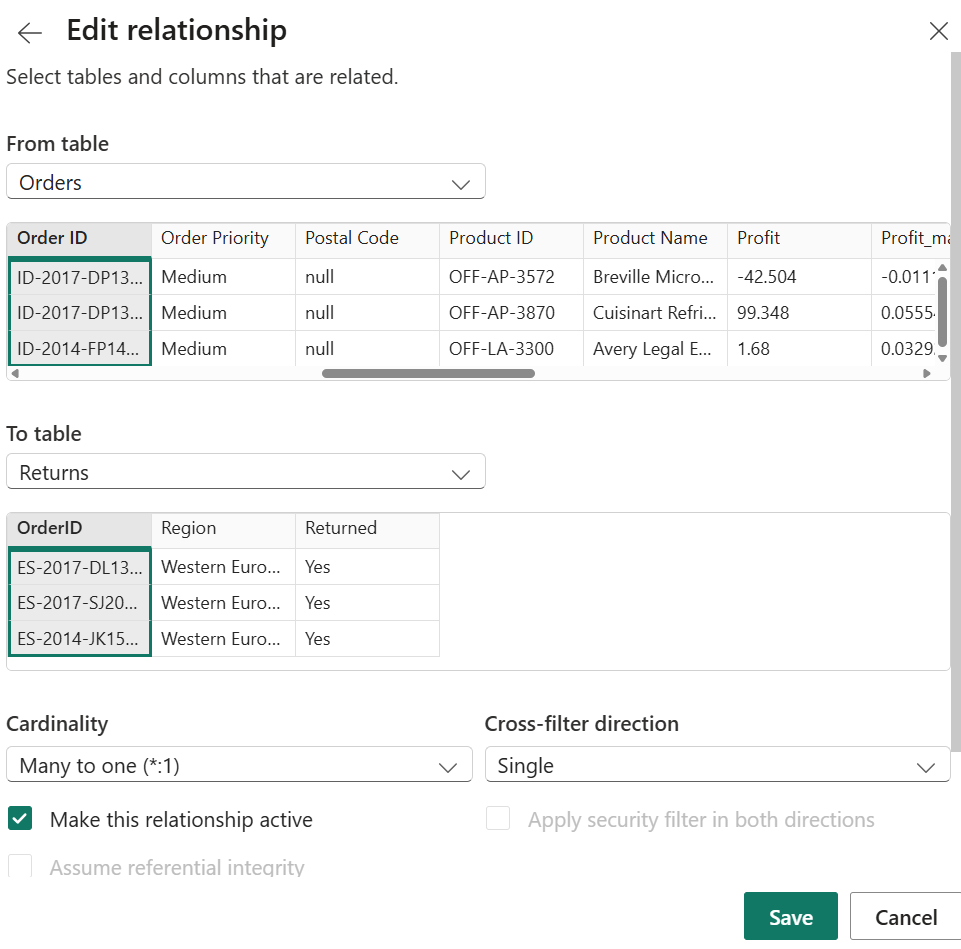 Edit relationship
Select tables and columns that are related.
From table
Orders
Order ID Order Priority Postal Code Product ID Product Name Profit Profit_ma
ID-2017-DP13... Medium null OFF-AP-3572 Breville Micro... -42.504 -0.0111
ID-2017-DP13... Medium null OFF-AP-3870 Cuisinart Refri... 99.348 0.0555
ID-2014-FP14... Medium null OFF-LA-3300 Avery Legal E... 1.68 0.0329
To table
Returns
OrderID Region Returned
ES-2017-DL13... Western Euro... Yes
ES-2017-SJ20... Western Euro... Yes
ES-2014-JK15... Western Euro... Yes
Cardinality Cross-filter direction
Many to one (*:1) Single
Make this relationship active Apply security filter in both directions
Assume referential integrity
Save Cancel